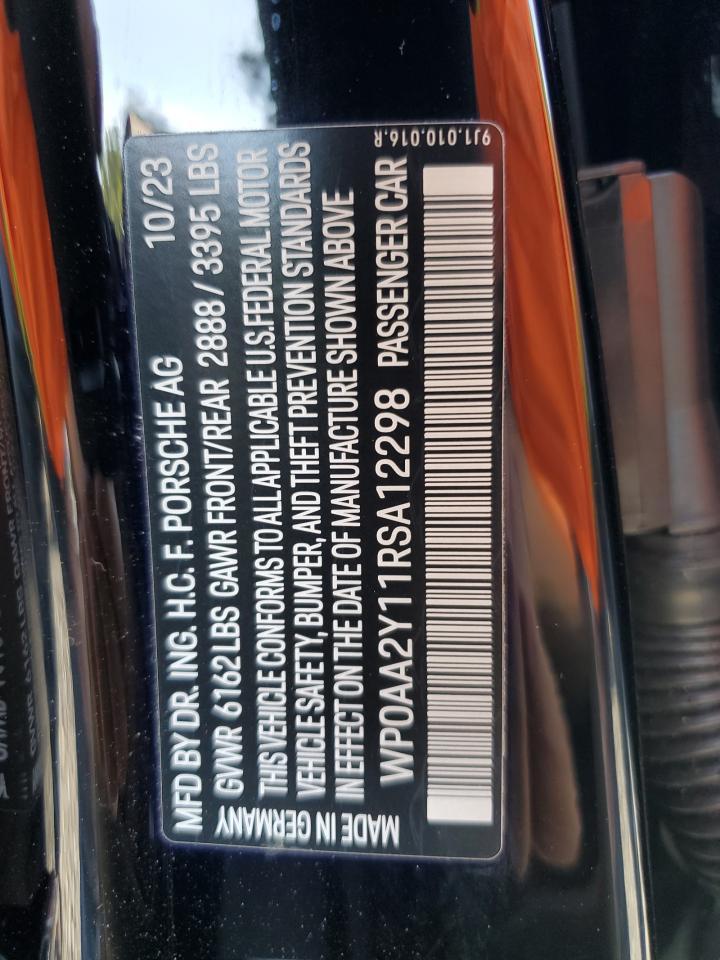 MFD BY DR. ING. H.C. F. PORSCHE AG 10/23
GVWR 6162 LBS GAWR FRONT/REAR 2888 / 3395 LBS
THIS VEHICLE CONFORMS TO ALL APPLICABLE U.S. FEDERAL MOTOR
VEHICLE SAFETY, BUMPER, AND THEFT PREVENTION STANDARDS
IN EFFECT ON THE DATE OF MANUFACTURE SHOWN ABOVE
WP0AA2Y11RSA12298 PASSENGER CAR
MADE IN GERMANY
9J1.010.016.R